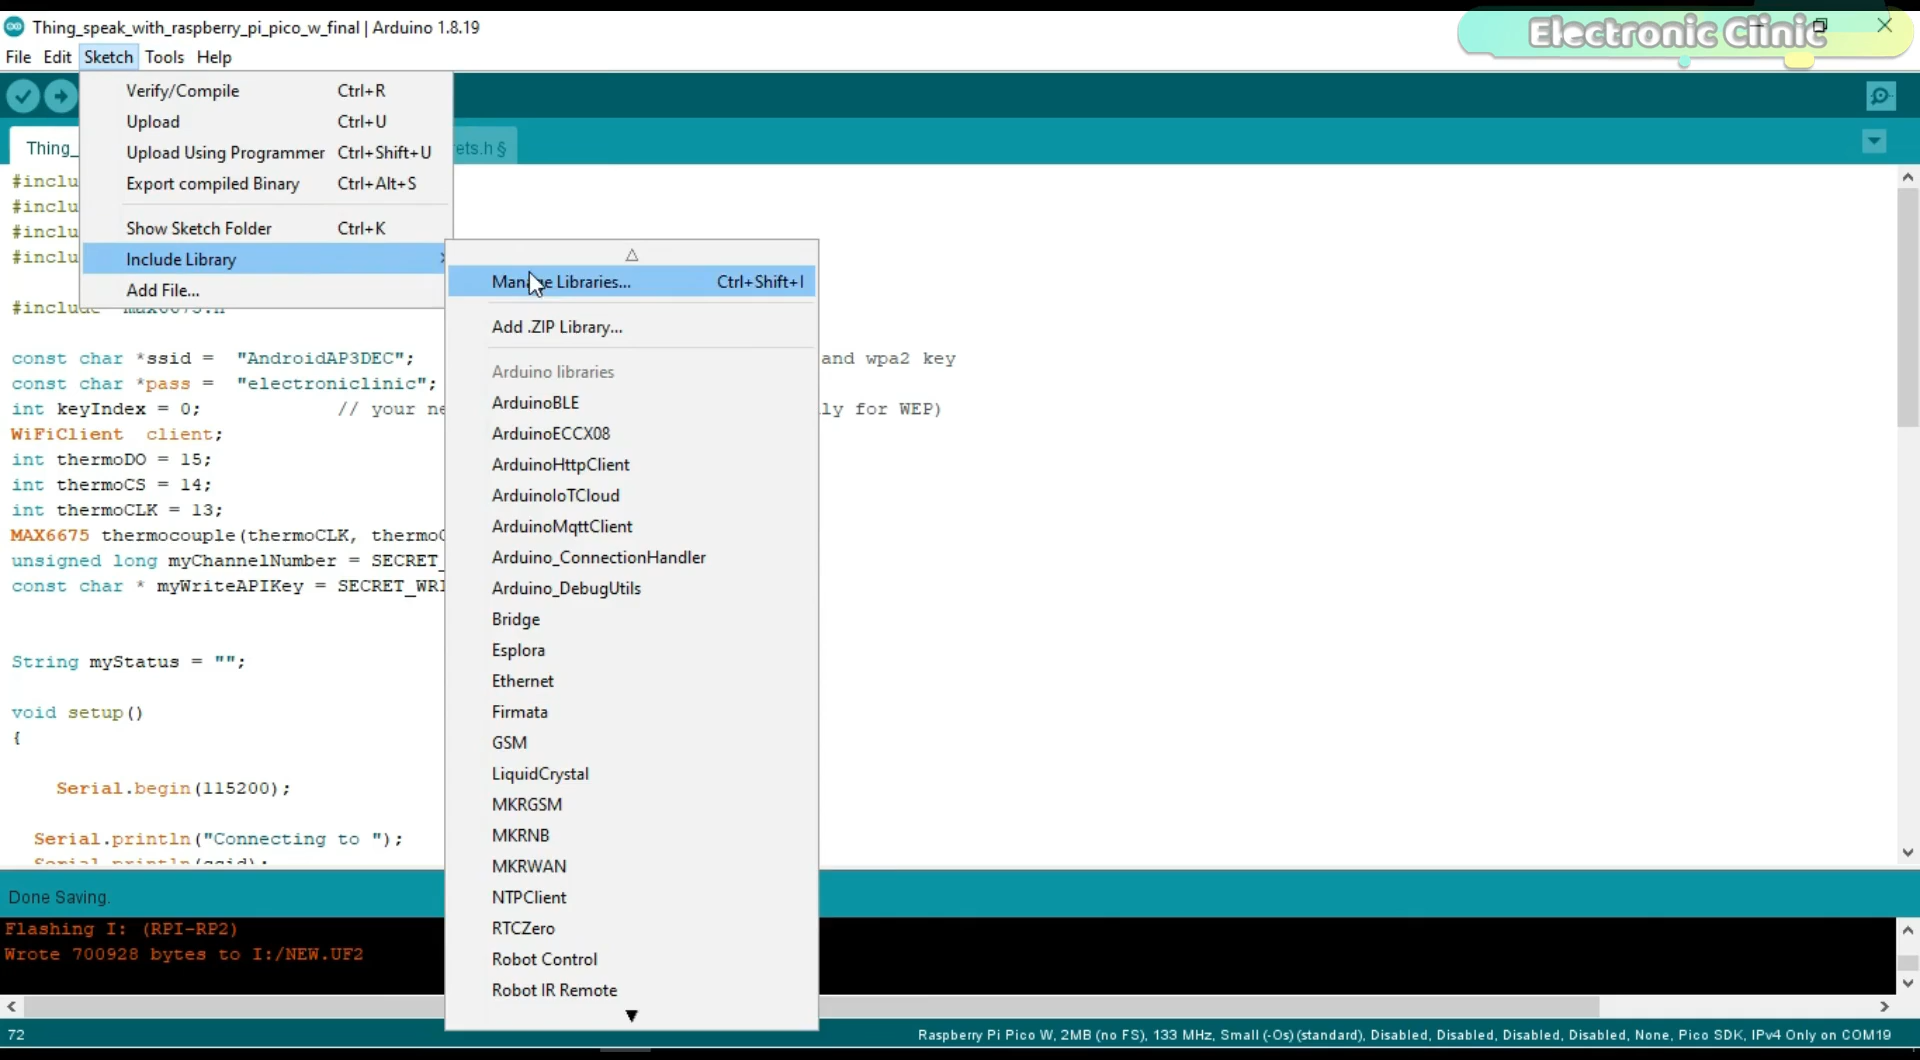 Thing_speak_with_raspberry_pi_pico_w_final | Arduino 1.8.19
Electronic Clinic
File Edit Sketch Tools Help
Verify/Compile Ctrl+R
Upload Ctrl+U
Upload Using Programmer Ctrl+Shift+U
Export compiled Binary Ctrl+Alt+S
Show Sketch Folder Ctrl+K
Include Library
Add File...
Thing_
ets.h §
#inclu
#inclu
#inclu
#inclu
#include
Manage Libraries... Ctrl+Shift+I
Add .ZIP Library...
Arduino libraries
ArduinoBLE
ArduinoECCX08
ArduinoHttpClient
ArduinoIoTCloud
ArduinoMqttClient
Arduino_ConnectionHandler
Arduino_DebugUtils
Bridge
Esplora
Ethernet
Firmata
GSM
LiquidCrystal
MKRGSM
MKRNB
MKRWAN
NTPClient
RTCZero
Robot Control
Robot IR Remote
const char *ssid = "AndroidAP3DEC"; and wpa2 key
const char *pass = "electroniclinic";
int keyIndex = 0; // your ne ly for WEP)
WiFiClient client;
int thermoDO = 15;
int thermoCS = 14;
int thermoCLK = 13;
MAX6675 thermocouple(thermoCLK, thermoC
unsigned long myChannelNumber = SECRET_
const char * myWriteAPIKey = SECRET_WRI
String myStatus = "";
void setup()
{
Serial.begin(115200);
Serial.println("Connecting to ");
Serial.println(ssid);
Done Saving.
Flashing I: (RPI-RP2)
Wrote 700928 bytes to I:/NEW.UF2
72
Raspberry Pi Pico W, 2MB (no FS), 133 MHz, Small (-Os) (standard), Disabled, Disabled, Disabled, Disabled, None, Pico SDK, IPv4 Only on COM19